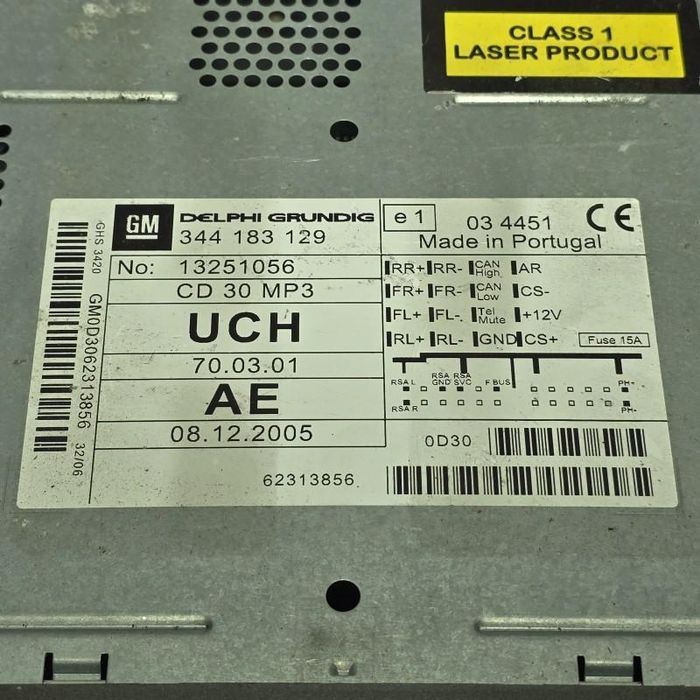 CLASS 1
LASER PRODUCT
GM DELPHI GRUNDIG
344 183 129
e1
03 4451
CE
Made in Portugal
No: 13251056
CD 30 MP3
UCH
70.03.01
AE
08.12.2005
62313856
RR+ RR- CAN High AR
FR+ FR- CAN Low CS-
FL+ FL- Tel Mute +12V
RL+ RL- GND CS+
Fuse 15A
RSA L RSA GND RSA SVC F BUS PH-
RSA R PH-
0D30
GHS 3420
GM0D3062313856
32/06